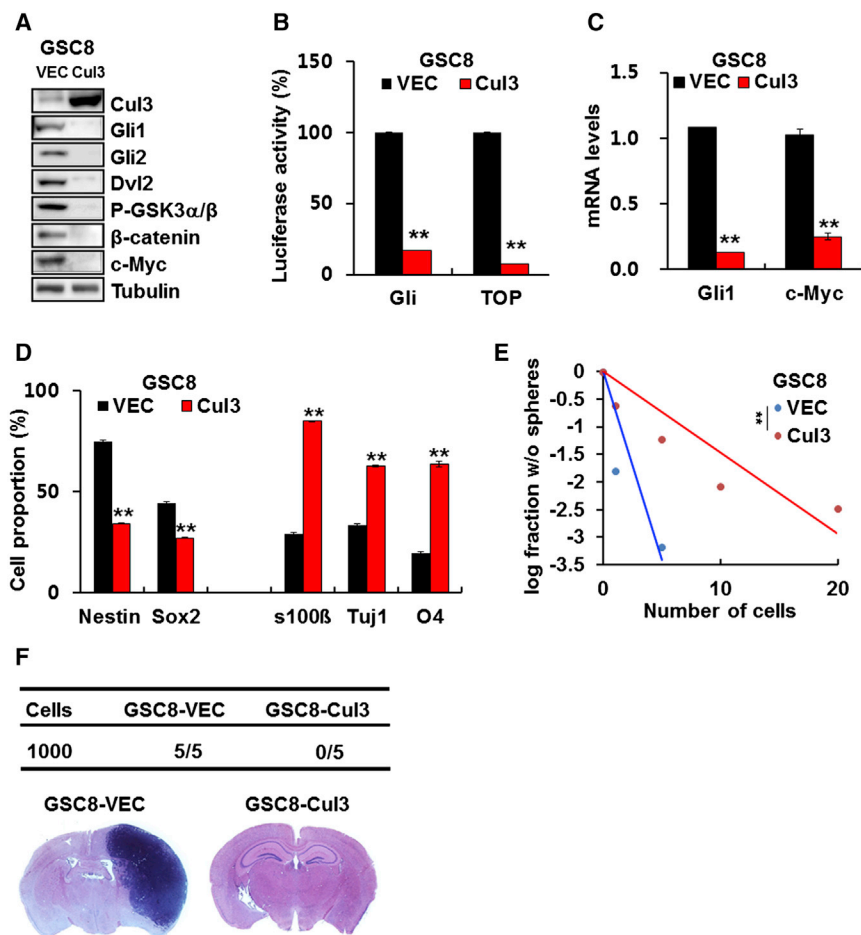 A
GSC8
VEC Cul3
Cul3
Gli1
Gli2
Dvl2
P-GSK3α/β
β-catenin
c-Myc
Tubulin
B
GSC8
VEC Cul3
Luciferase activity (%)
150
100
50
0
**
**
Gli TOP
C
GSC8
VEC Cul3
mRNA levels
1.5
1.0
0.5
0.0
**
**
Gli1 c-Myc
D
GSC8
VEC Cul3
Cell proportion (%)
100
50
0
**
**
**
**
**
Nestin Sox2 s100ß Tuj1 O4
E
log fraction w/o spheres
0
-0.5
-1
-1.5
-2
-2.5
-3
-3.5
GSC8
VEC
Cul3
**
0 10 20
Number of cells
F
Cells GSC8-VEC GSC8-Cul3
1000 5/5 0/5
GSC8-VEC GSC8-Cul3